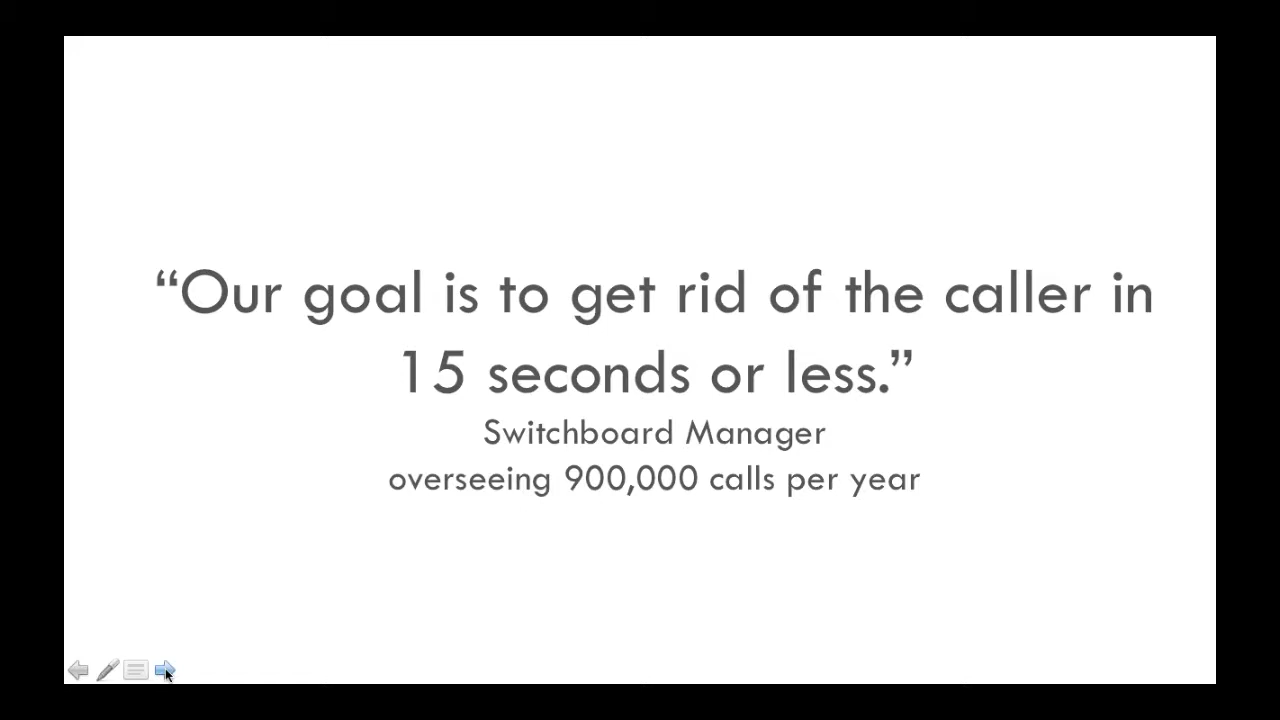 “Our goal is to get rid of the caller in
15 seconds or less.”
Switchboard Manager
overseeing 900,000 calls per year